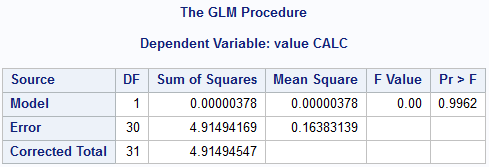 The GLM Procedure
Dependent Variable: value CALC
Source DF Sum of Squares Mean Square F Value Pr > F
Model 1 0.00000378 0.00000378 0.00 0.9962
Error 30 4.91494169 0.16383139
Corrected Total 31 4.91494547